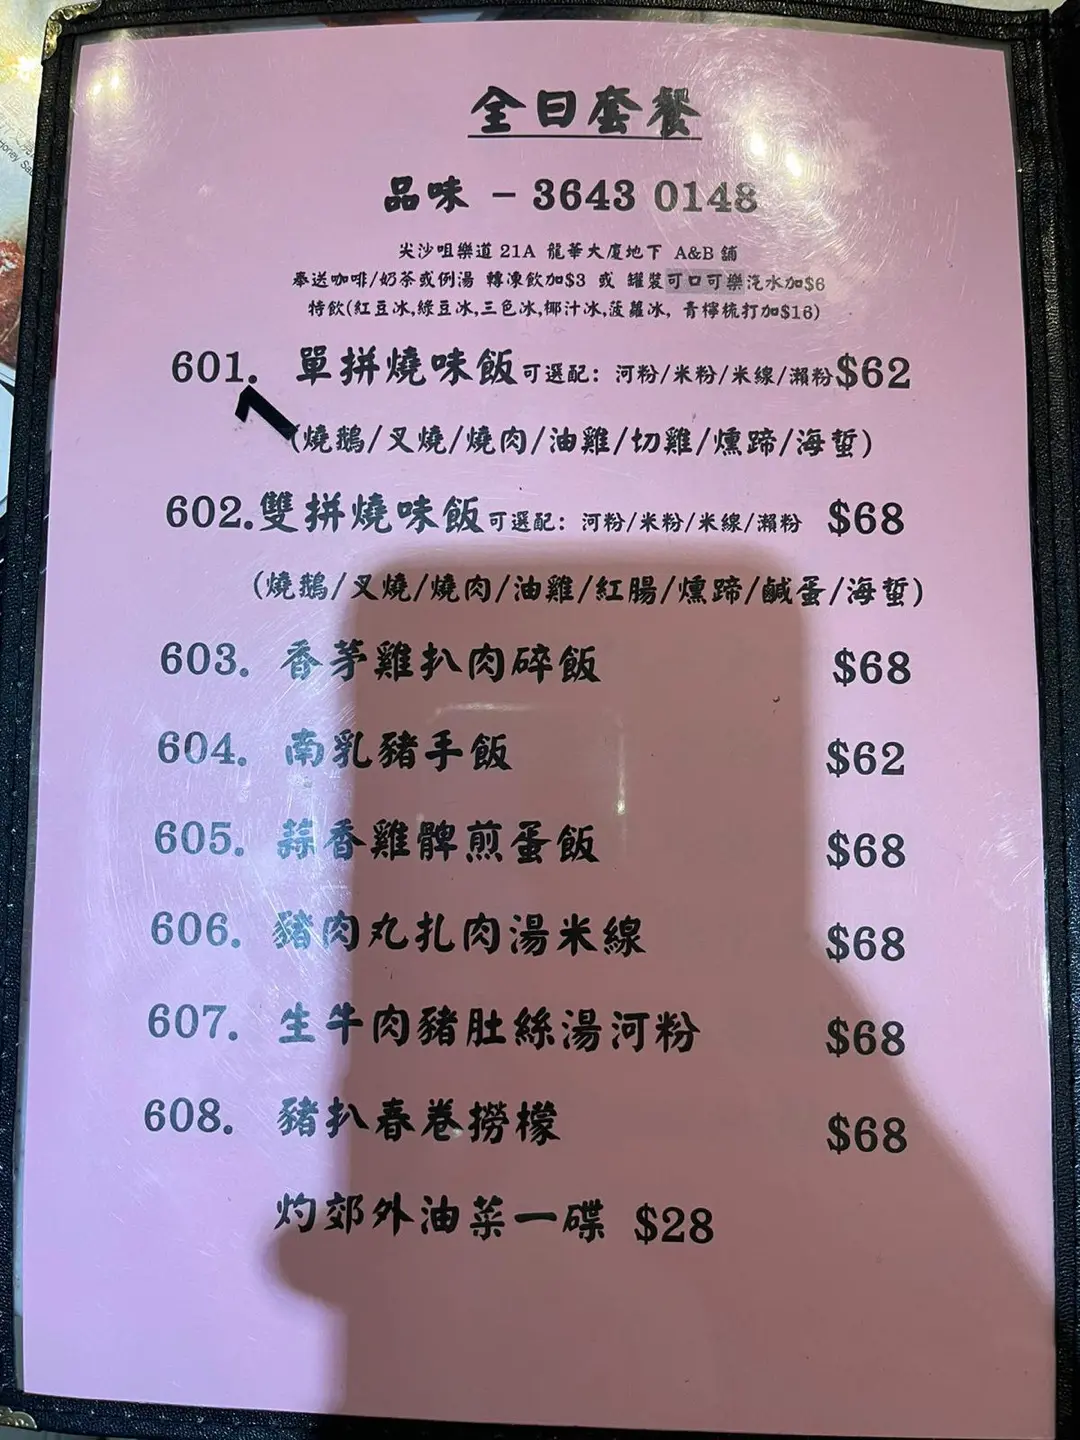 全日套餐
品味 - 3643 0148
尖沙咀樂道 21A 龍華大廈地下 A&B 舖
奉送咖啡/奶茶或例湯 轉凍飲加$3 或 罐裝可口可樂汽水加$6
特飲(紅豆冰,綠豆冰,三色冰,椰汁冰,菠蘿冰, 青檸梳打加$16)
601. 單拼燒味飯可選配: 河粉/米粉/米線/瀨粉$62
(燒鵝/叉燒/燒肉/油雞/切雞/燻蹄/海蜇)
602.雙拼燒味飯可選配: 河粉/米粉/米線/瀨粉 $68
(燒鵝/叉燒/燒肉/油雞/紅腸/燻蹄/鹹蛋/海蜇)
603. 香茅雞扒肉碎飯 $68
604. 南乳豬手飯 $62
605. 蒜香雞髀煎蛋飯 $68
606. 豬肉丸扎肉湯米線 $68
607. 生牛肉豬肚絲湯河粉 $68
608. 豬扒春卷撈檬 $68
灼郊外油菜一碟 $28